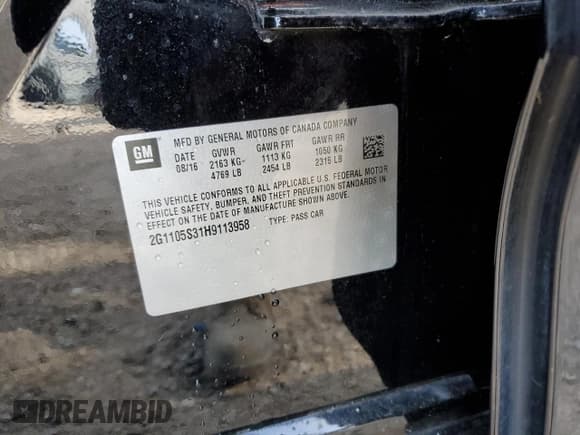 GM
MFD BY GENERAL MOTORS OF CANADA COMPANY
DATE GVWR GAWR FRT GAWR RR
08/16 2163 KG 1113 KG 1050 KG
4769 LB 2454 LB 2315 LB
THIS VEHICLE CONFORMS TO ALL APPLICABLE U.S. FEDERAL MOTOR
VEHICLE SAFETY, BUMPER, AND THEFT PREVENTION STANDARDS IN
EFFECT ON THE DATE OF MANUFACTURE SHOWN ABOVE.
2G1105S31H9113958 TYPE: PASS CAR
DREAMBID